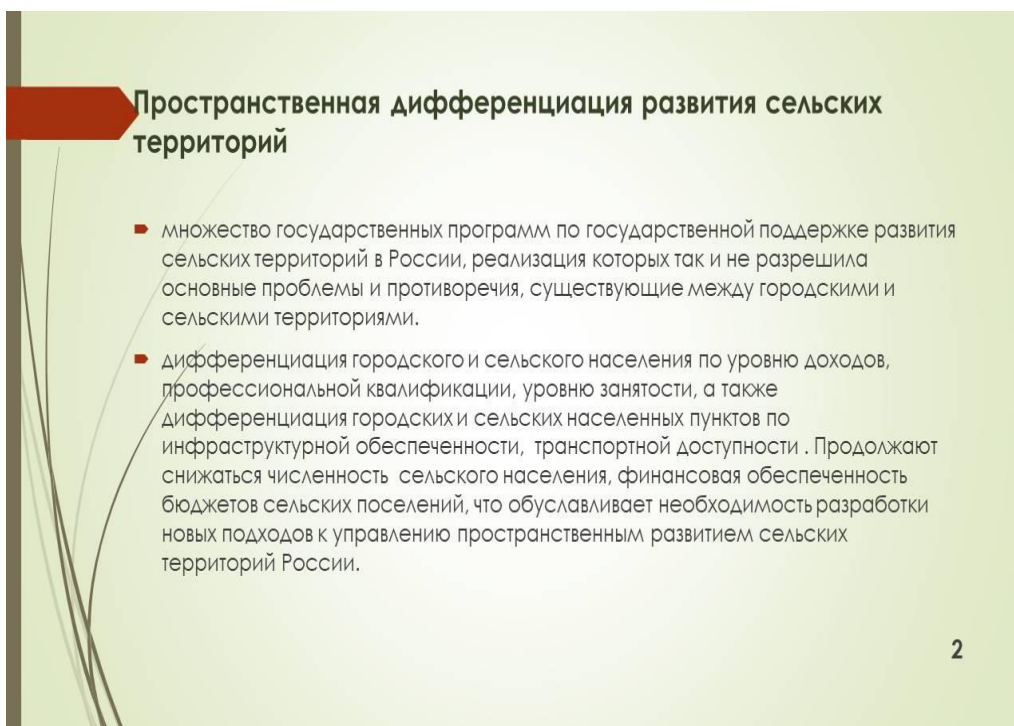 Пространственная дифференциация развития сельских
территорий
множество государственных программ по государственной поддержке развития
сельских территорий в России, реализация которых так и не разрешила
основные проблемы и противоречия, существующие между городскими и
сельскими территориями.
дифференциация городского и сельского населения по уровню доходов,
профессиональной квалификации, уровню занятости, а также
дифференциация городских и сельских населенных пунктов по
инфраструктурной обеспеченности, транспортной доступности . Продолжают
снижаться численность сельского населения, финансовая обеспеченность
бюджетов сельских поселений, что обуславливает необходимость разработки
новых подходов к управлению пространственным развитием сельских
территорий России.
2